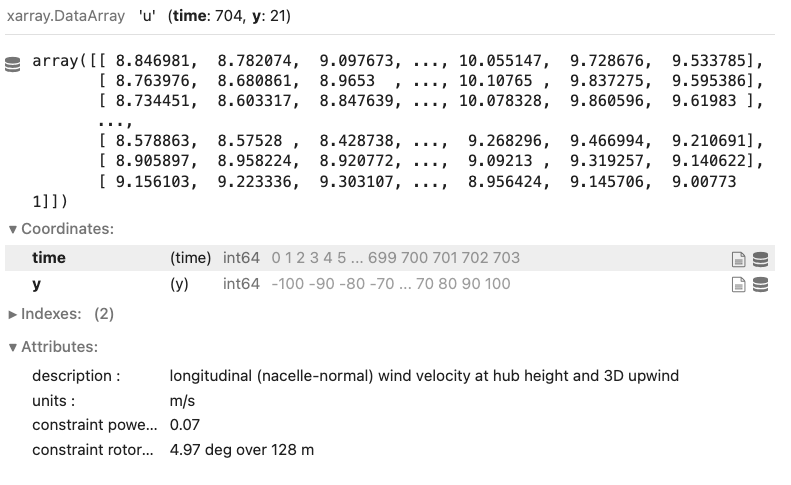 xarray.DataArray 'u' (time: 704, y: 21)
array([[ 8.846981,  8.782074,  9.097673, ..., 10.055147,  9.728676,  9.533785],
       [ 8.763976,  8.680861,  8.9653  , ..., 10.10765 ,  9.837275,  9.595386],
       [ 8.734451,  8.603317,  8.847639, ..., 10.078328,  9.860596,  9.61983 ],
       ...,
       [ 8.578863,  8.57528 ,  8.428738, ...,  9.268296,  9.466994,  9.210691],
       [ 8.905897,  8.958224,  8.920772, ...,  9.09213 ,  9.319257,  9.140622],
       [ 9.156103,  9.223336,  9.303107, ...,  8.956424,  9.145706,  9.00773
1]])
▼ Coordinates:
time (time) int64 0 1 2 3 4 5 ... 699 700 701 702 703
y (y) int64 -100 -90 -80 -70 ... 70 80 90 100
► Indexes: (2)
▼ Attributes:
description : longitudinal (nacelle-normal) wind velocity at hub height and 3D upwind
units : m/s
constraint powe... 0.07
constraint rotor... 4.97 deg over 128 m